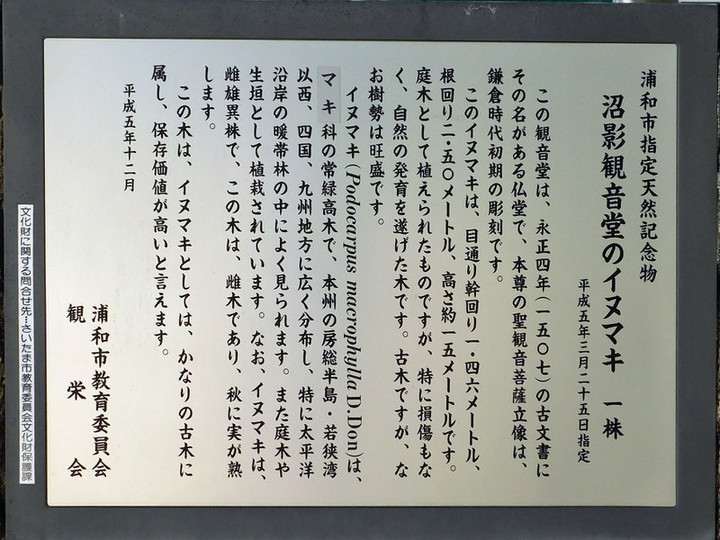 浦和市指定天然記念物
沼影観音堂のイヌマキ 一株
平成五年三月二十五日指定
この観音堂は、永正四年(一五〇七)の古文書に
その名がある仏堂で、本尊の聖観音菩薩立像は、
鎌倉時代初期の彫刻です。
このイヌマキは、目通り幹回り一・四六メートル、
根回り二・五〇メートル、高さ約一五メートルです。
庭木として植えられたものですが、特に損傷もな
く、自然の発育を遂げた木です。古木ですが、な
お樹勢は旺盛です。
イヌマキ(Podocarpus macrophylla D.Don)は、
マキ科の常緑高木で、本州の房総半島・若狭湾
以西、四国、九州地方に広く分布し、特に太平洋
沿岸の暖帯林の中によく見られます。また庭木や
生垣として植栽されています。なお、イヌマキは、
雌雄異株で、この木は、雌木であり、秋に実が熟
します。
この木は、イヌマキとしては、かなりの古木に
属し、保存価値が高いと言えます。
平成五年十二月
浦和市教育委員会
観栄会
文化財に関する問合せ先…さいたま市教育委員会文化財保護課